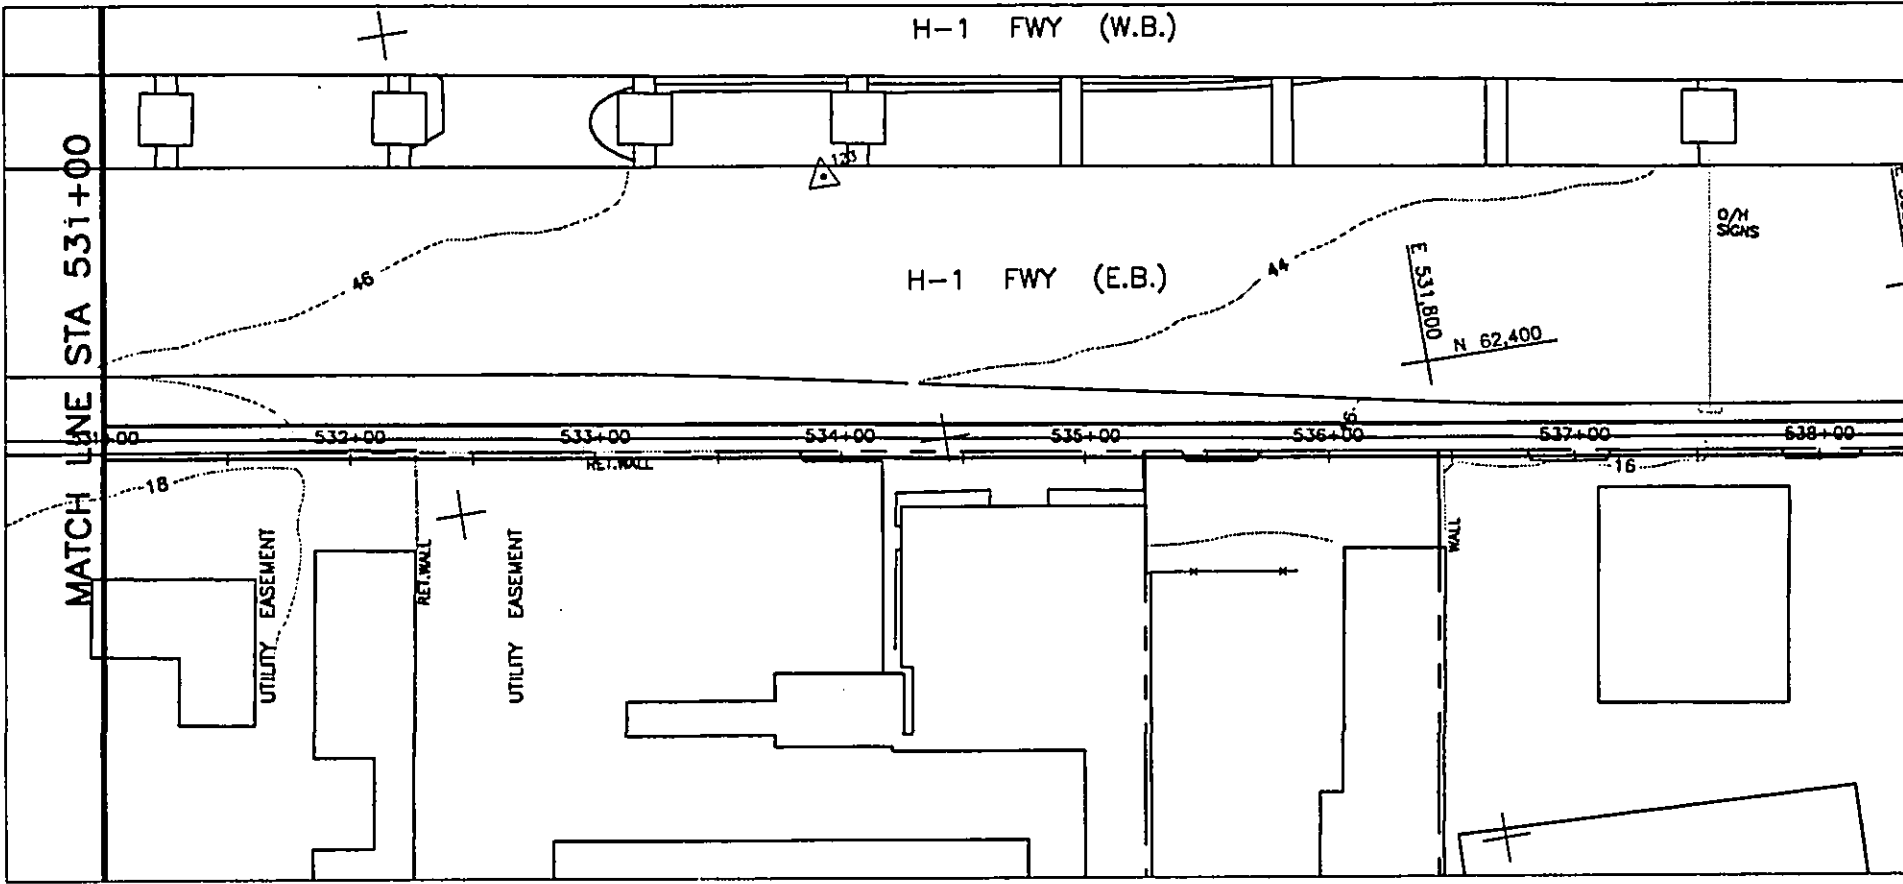 H-1 FWY (W.B.)
MATCH LINE STA 531+00
123
O/H
SIGNS
46
H-1 FWY (E.B.)
44
E 531,800
N 62,400
532+00
533+00
534+00
535+00
536+00
537+00
538+00
RET.WALL
18
16
UTILITY EASEMENT
RET.WALL
UTILITY EASEMENT
WALL